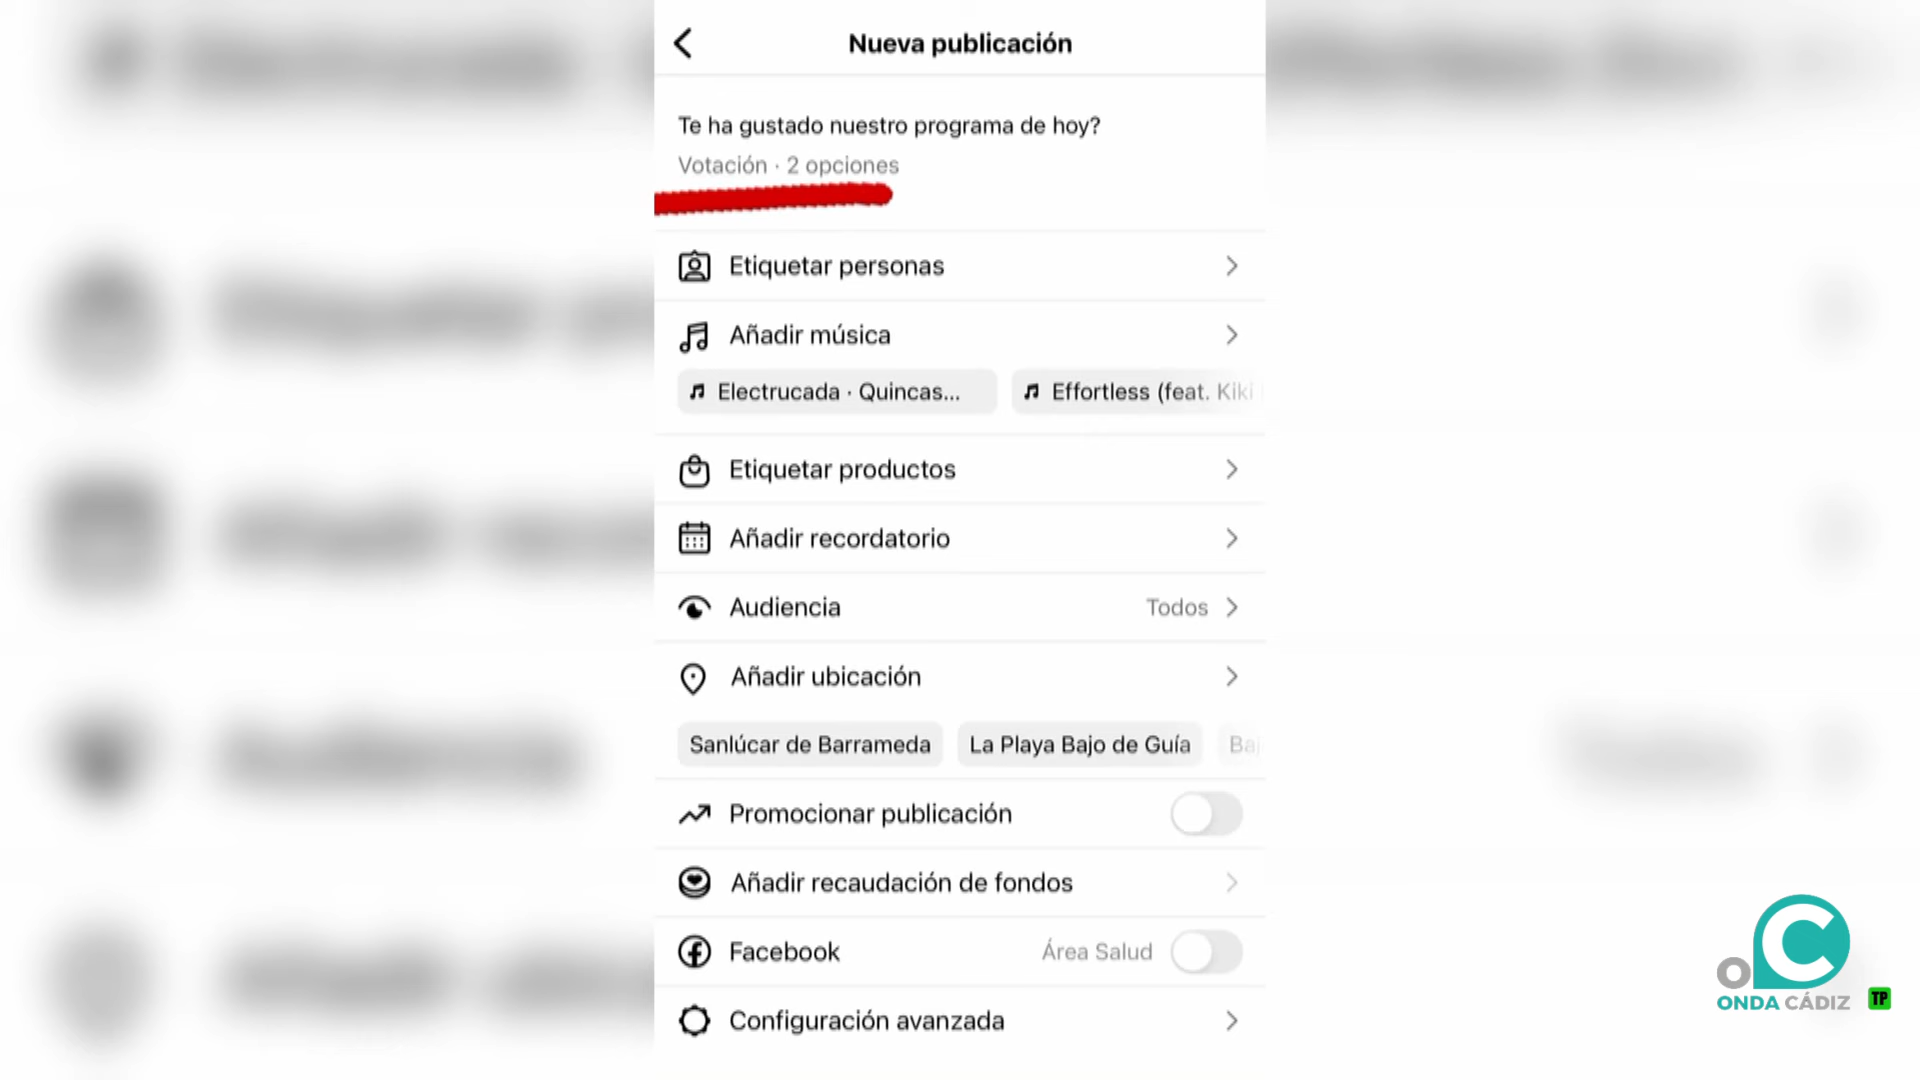 Nueva publicación
Te ha gustado nuestro programa de hoy?
Votación · 2 opciones
Etiquetar personas
Añadir música
Electrucada · Quincas...
Effortless (feat. Kiki
Etiquetar productos
Añadir recordatorio
Audiencia
Todos
Añadir ubicación
Sanlúcar de Barrameda
La Playa Bajo de Guía
Baj
Promocionar publicación
Añadir recaudación de fondos
Facebook
Área Salud
Configuración avanzada
ONDA CÁDIZ
TP